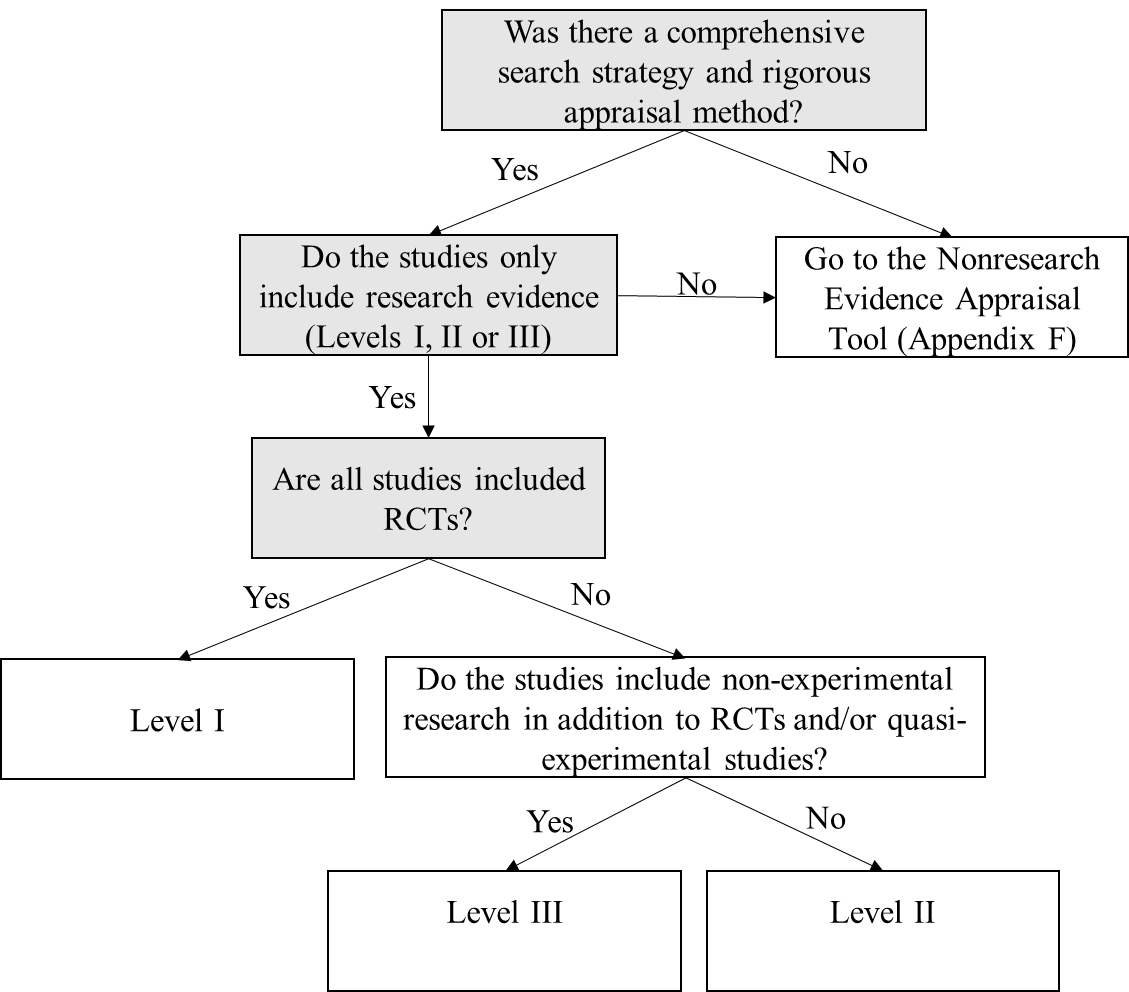 Was there a comprehensive
search strategy and rigorous
appraisal method?
Yes
No
Do the studies only
include research evidence
(Levels I, II or III)
No
Go to the Nonresearch
Evidence Appraisal
Tool (Appendix F)
Yes
Are all studies included
RCTs?
Yes
No
Level I
Do the studies include non-experimental
research in addition to RCTs and/or quasi-
experimental studies?
Yes
No
Level III
Level II